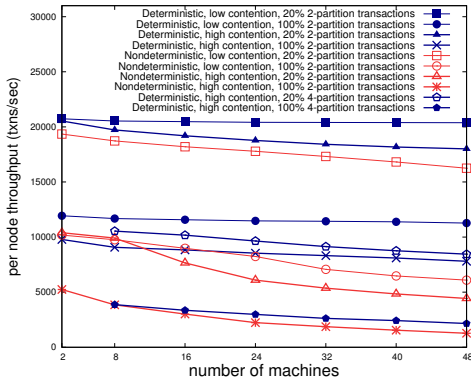 30000
25000
20000
15000
10000
5000
0
per node throughput (txns/sec)
Deterministic, low contention, 20% 2-partition transactions
Deterministic, low contention, 100% 2-partition transactions
Deterministic, high contention, 20% 2-partition transactions
Deterministic, high contention, 100% 2-partition transactions
Nondeterministic, low contention, 20% 2-partition transactions
Nondeterministic, low contention, 100% 2-partition transactions
Nondeterministic, high contention, 20% 2-partition transactions
Nondeterministic, high contention, 100% 2-partition transactions
Deterministic, high contention, 20% 4-partition transactions
Deterministic, high contention, 100% 4-partition transactions
2 8 16 24 32 40 48
number of machines